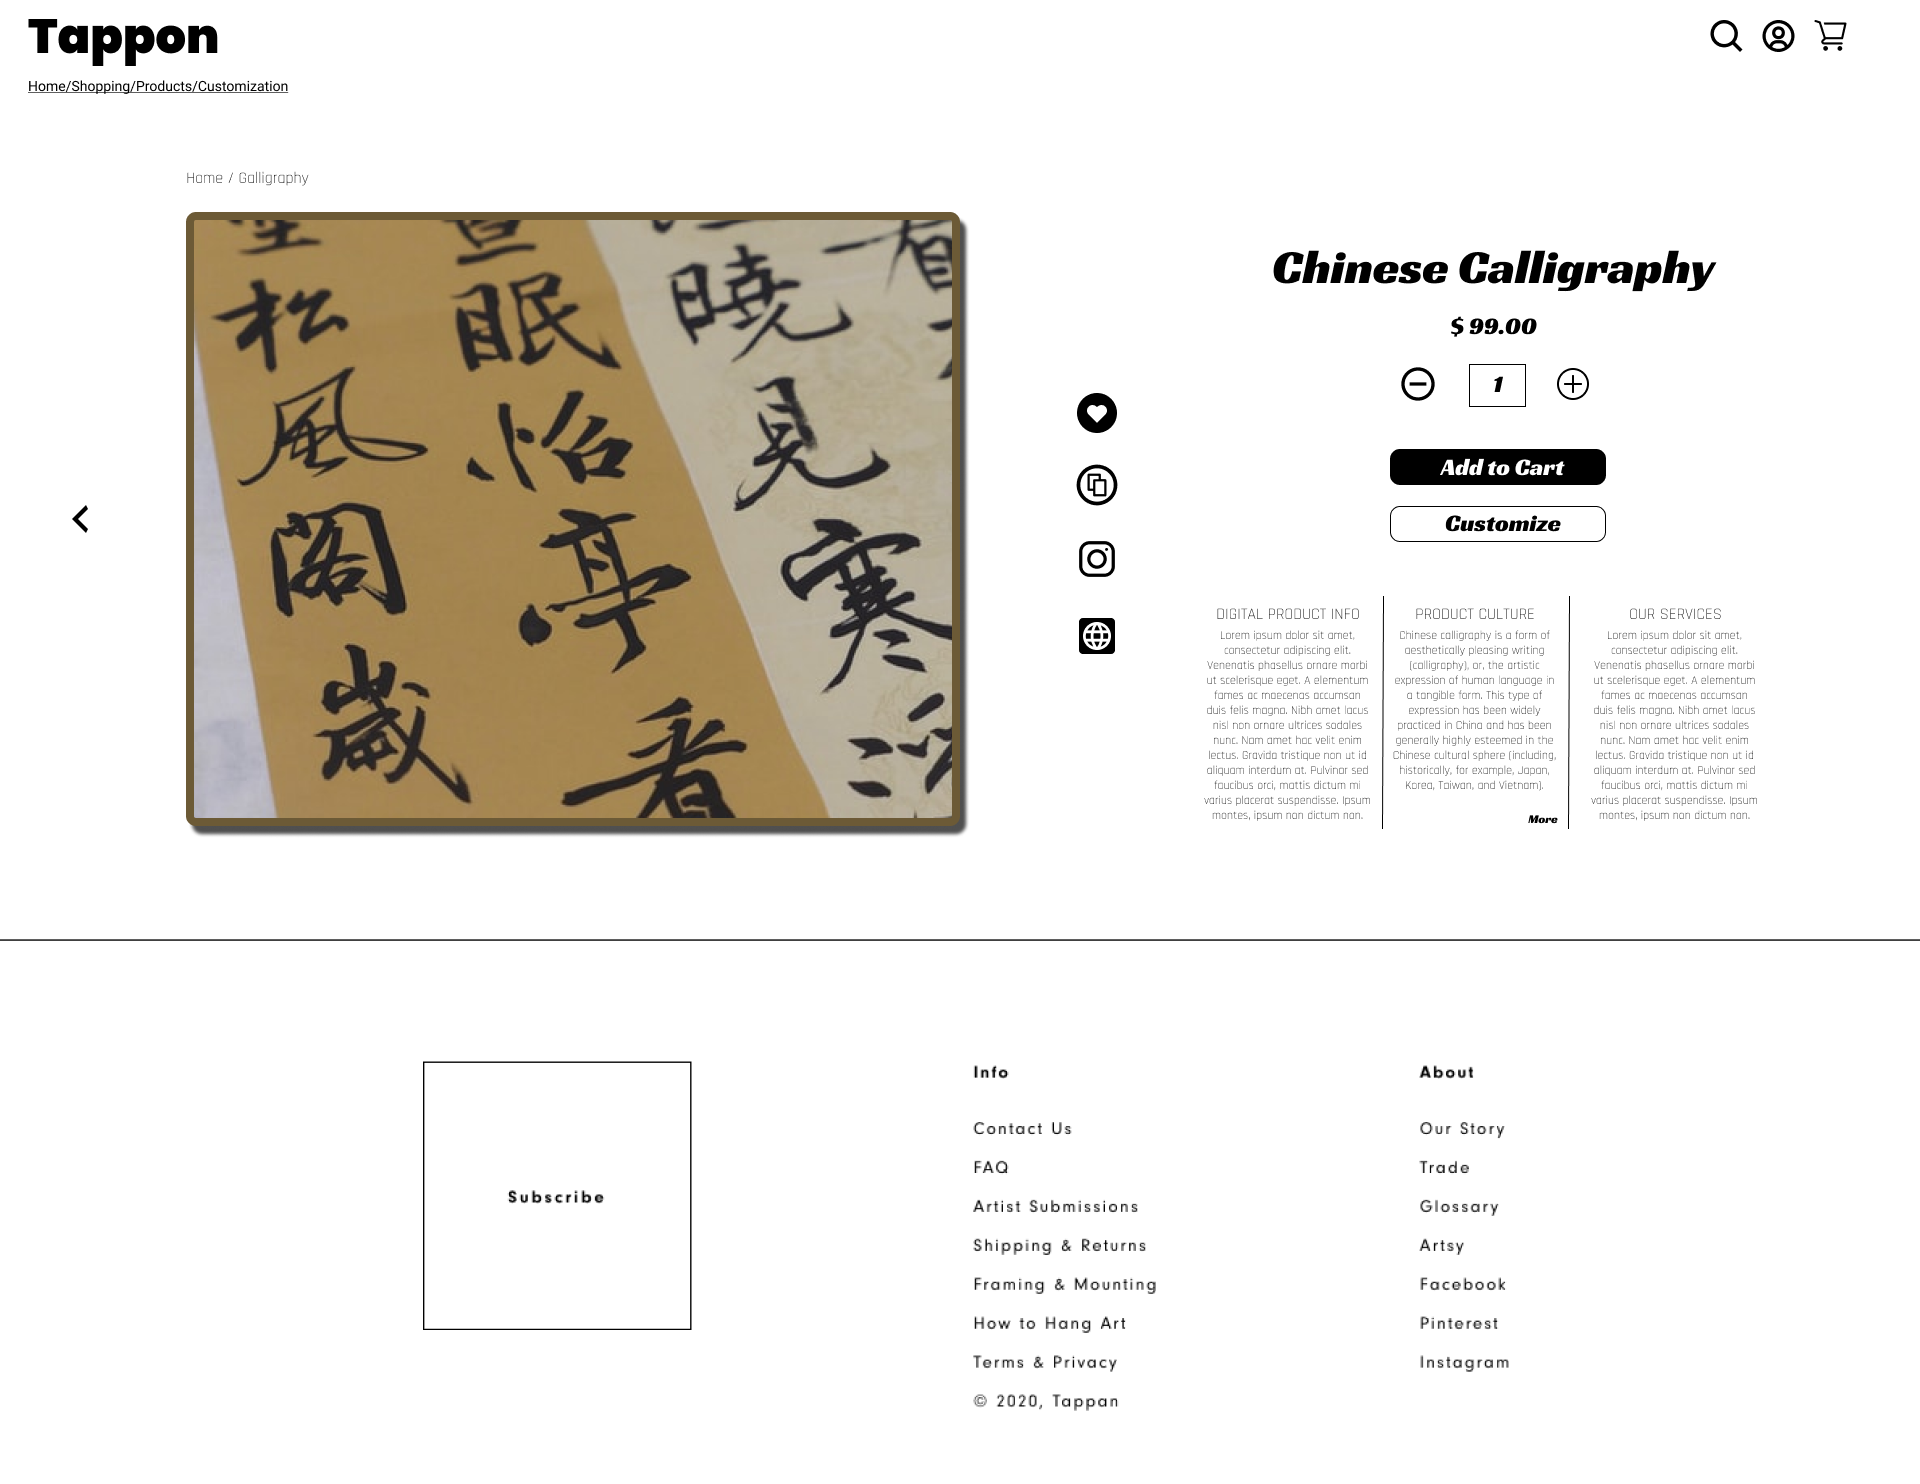 Tappon
Home/Shopping/Products/Customization
Home / Galligraphy
松風閣歲
眠怡亭看
曉見寒
Chinese Calligraphy
$ 99.00
1
Add to Cart
Customize
DIGITAL PRODUCT INFO
Lorem ipsum dolor sit amet,
consectetur adipiscing elit.
Venenatis phasellus ornare morbi
ut scelerisque eget. A elementum
fames ac maecenas accumsan
duis felis magna. Nibh amet lacus
nisl non ornare ultrices sodales
nunc. Nam amet hac velit enim
lectus. Gravida tristique non ut id
aliquam interdum at. Pulvinar sed
faucibus orci, mattis dictum mi
varius placerat suspendisse. Ipsum
montes, ipsum non dictum non.
PRODUCT CULTURE
Chinese calligraphy is a form of
aesthetically pleasing writing
(calligraphy), or, the artistic
expression of human language in
a tangible form. This type of
expression has been widely
practiced in China and has been
generally highly esteemed in the
Chinese cultural sphere (including,
historically, for example, Japan,
Korea, Taiwan, and Vietnam).
More
OUR SERVICES
Lorem ipsum dolor sit amet,
consectetur adipiscing elit.
Venenatis phasellus ornare morbi
ut scelerisque eget. A elementum
fames ac maecenas accumsan
duis felis magna. Nibh amet lacus
nisl non ornare ultrices sodales
nunc. Nam amet hac velit enim
lectus. Gravida tristique non ut id
aliquam interdum at. Pulvinar sed
faucibus orci, mattis dictum mi
varius placerat suspendisse. Ipsum
montes, ipsum non dictum non.
Subscribe
Info
Contact Us
FAQ
Artist Submissions
Shipping & Returns
Framing & Mounting
How to Hang Art
Terms & Privacy
© 2020, Tappan
About
Our Story
Trade
Glossary
Artsy
Facebook
Pinterest
Instagram